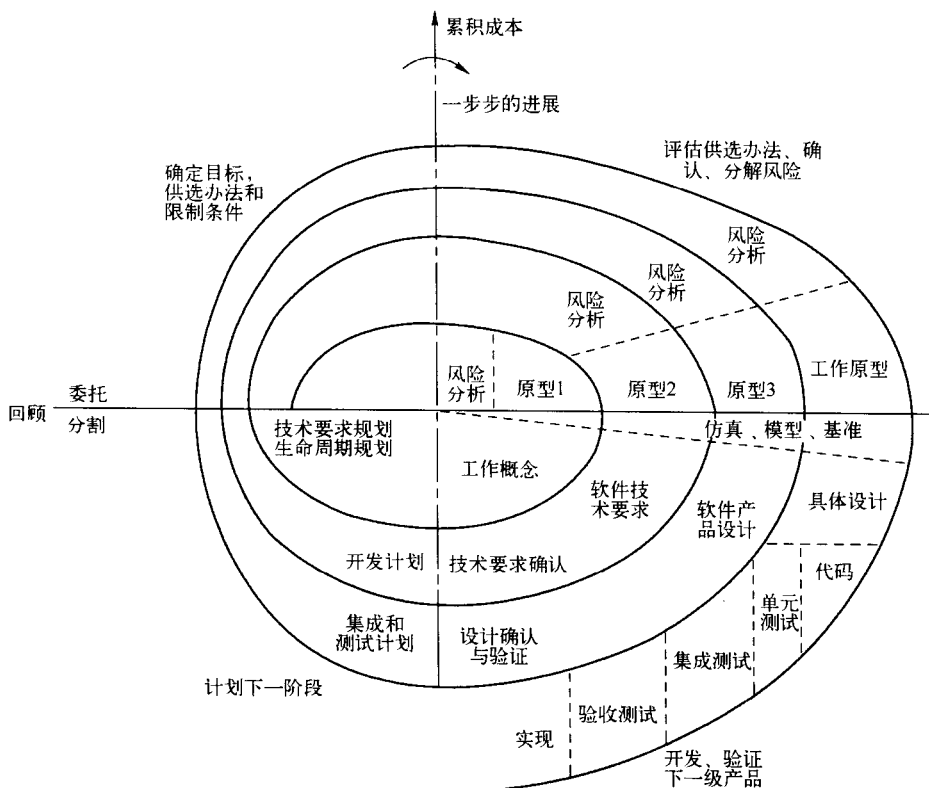 累积成本
一步步的进展
评估供选办法、确
认、分解风险
确定目标，
供选办法和
限制条件
风险
分析
风险
分析
风险
分析
风险
分析
原型1
原型2
原型3
工作原型
委托
回顾
分割
仿真、模型、基准
技术要求规划
生命周期规划
工作概念
软件技
术要求
软件产
品设计
具体设计
开发计划
技术要求确认
代码
单元
测试
集成和
测试计划
设计确认
与验证
集成测试
计划下一阶段
验收测试
实现
开发、验证
下一级产品